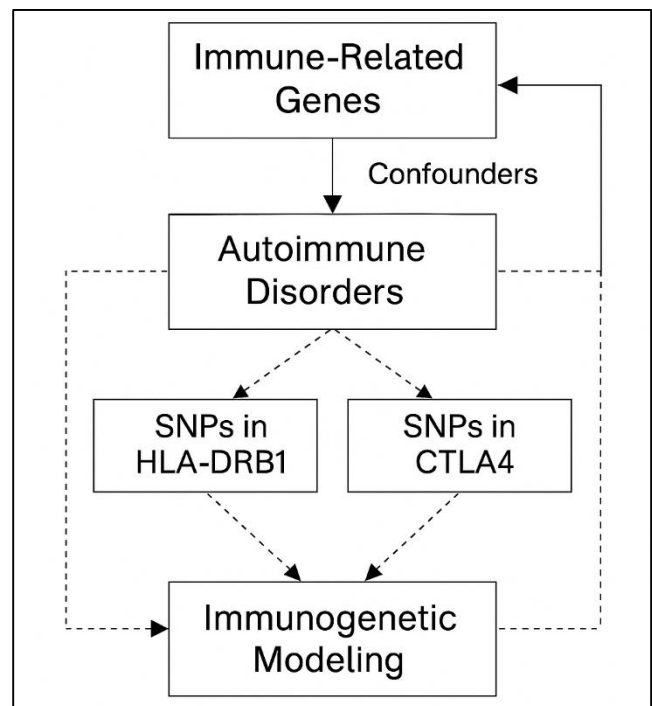 Immune-Related
Genes
Confounders
Autoimmune
Disorders
SNPs in
HLA-DRB1
SNPs in
CTLA4
Immunogenetic
Modeling